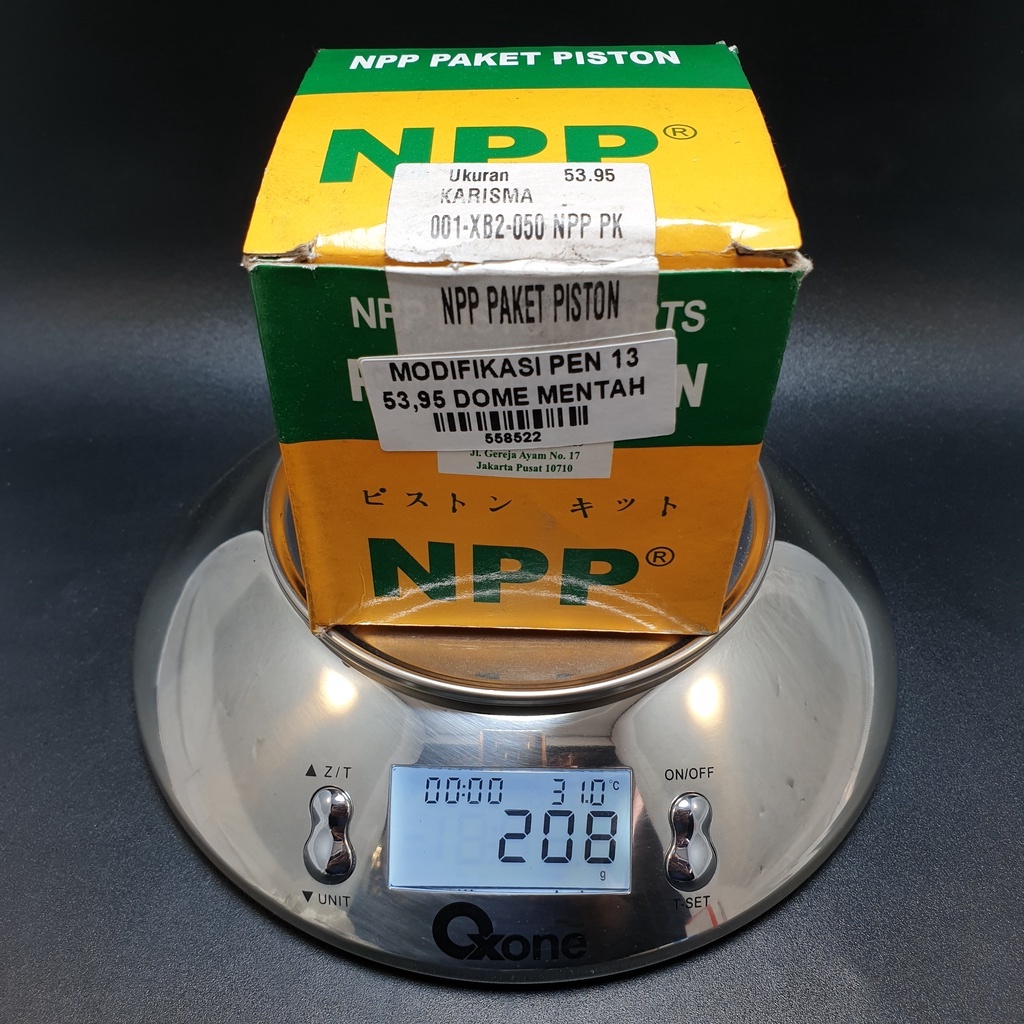 NPP PAKET PISTON
NPP®
Ukuran 53.95
KARISMA
001-XB2-050 NPP PK
NPP PAKET PISTON
MODIFIKASI PEN 13
53,95 DOME MENTAH
558522
Jl. Gereja Ayam No. 17
Jakarta Pusat 10710
ピストン キット
NPP®
▲ Z/T
ON/OFF
00:00 31.0°C
208
g
▼ UNIT
T-SET
Oxone